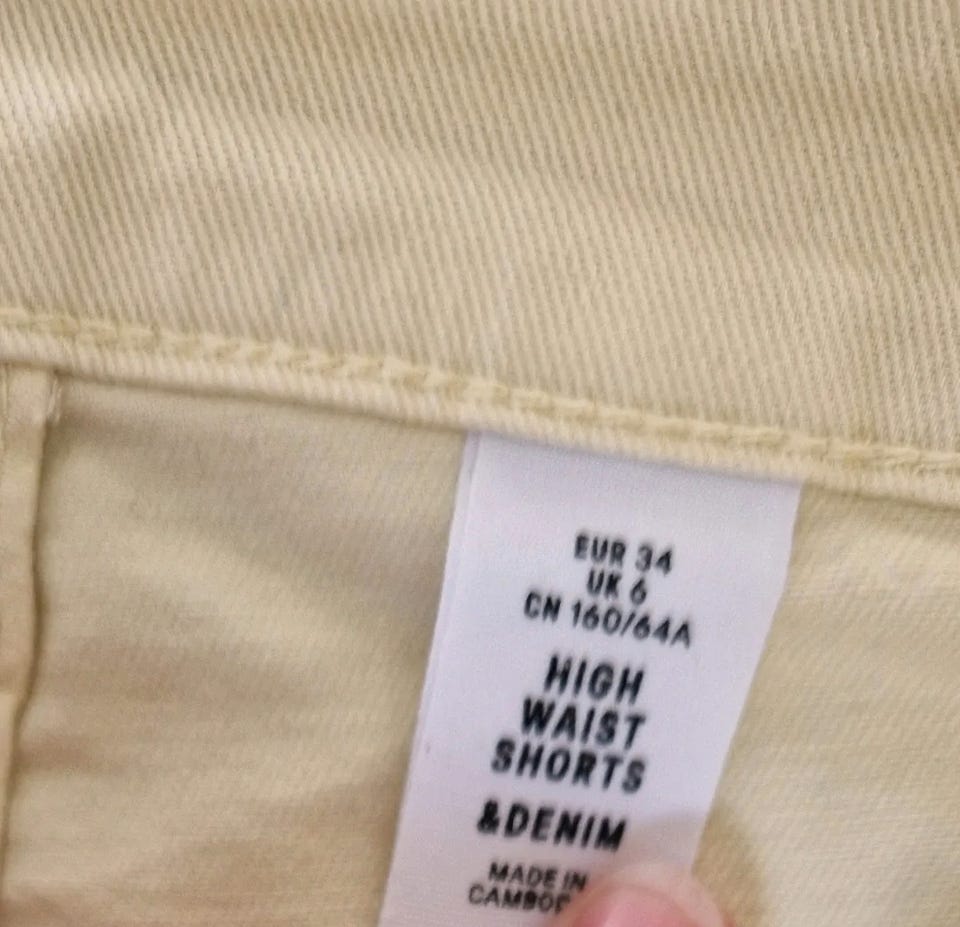 EUR 34
UK 6
CN 160/64A
HIGH
WAIST
SHORTS
&DENIM
MADE IN